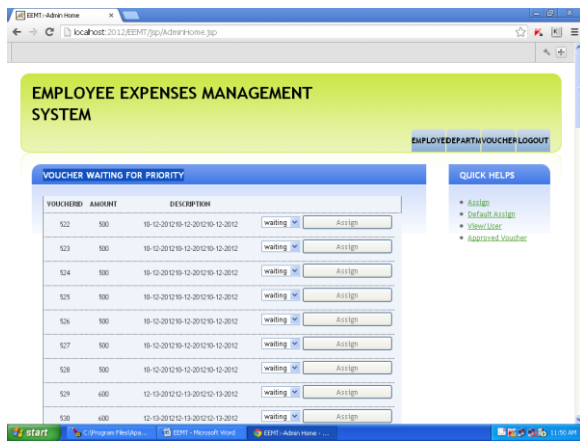 EEMT:-Admin Home
localhost:2012/EEMT/jsp/AdminHome.jsp
EMPLOYEE EXPENSES MANAGEMENT
SYSTEM
EMPLOYE DEPARTM VOUCHER LOGOUT
VOUCHER WAITING FOR PRIORITY
QUICK HELPS
VOUCHERID AMOUNT DESCRIPTION
Assign
Default Assign
View/User
Approved Voucher
522 500 10-12-201210-12-201210-12-2012 waiting Assign
523 500 10-12-201210-12-201210-12-2012 waiting Assign
524 500 10-12-201210-12-201210-12-2012 waiting Assign
525 500 10-12-201210-12-201210-12-2012 waiting Assign
526 500 10-12-201210-12-201210-12-2012 waiting Assign
527 500 10-12-201210-12-201210-12-2012 waiting Assign
528 500 10-12-201210-12-201210-12-2012 waiting Assign
529 600 12-13-201212-13-201212-13-2012 waiting Assign
530 600 12-13-201212-13-201212-13-2012 waiting Assign
start C:\Program Files\Apa... EEMT - Microsoft Word EEMT:-Admin Home - ... 11:50 AM